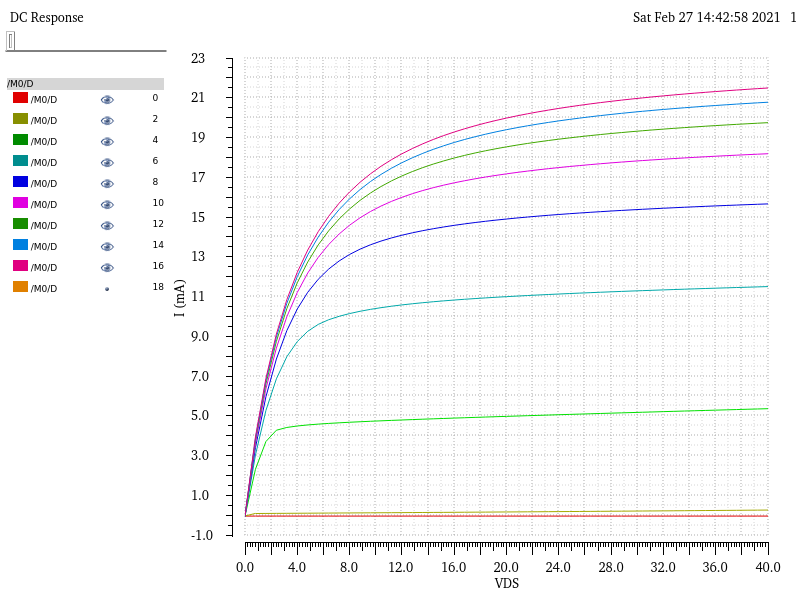 DC Response
Sat Feb 27 14:42:58 2021 1
/M0/D
/M0/D 0
/M0/D 2
/M0/D 4
/M0/D 6
/M0/D 8
/M0/D 10
/M0/D 12
/M0/D 14
/M0/D 16
/M0/D 18
I (mA)
23
21
19
17
15
13
11
9.0
7.0
5.0
3.0
1.0
-1.0
0.0 4.0 8.0 12.0 16.0 20.0 24.0 28.0 32.0 36.0 40.0
VDS